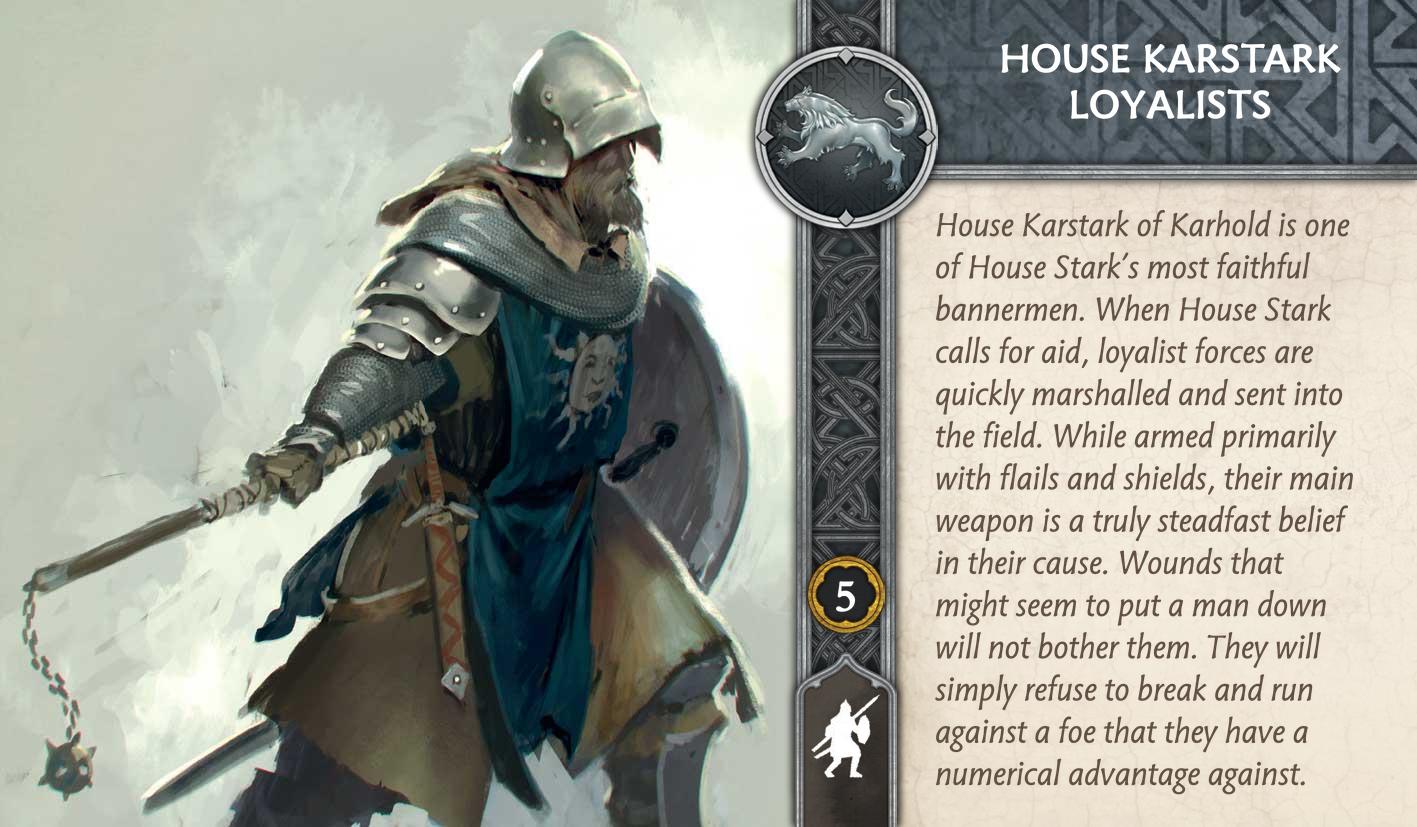 HOUSE KARSTARK
LOYALISTS
House Karstark of Karhold is one
of House Stark's most faithful
bannermen. When House Stark
calls for aid, loyalist forces are
quickly marshalled and sent into
the field. While armed primarily
with flails and shields, their main
weapon is a truly steadfast belief
in their cause. Wounds that
might seem to put a man down
will not bother them. They will
simply refuse to break and run
against a foe that they have a
numerical advantage against.
5